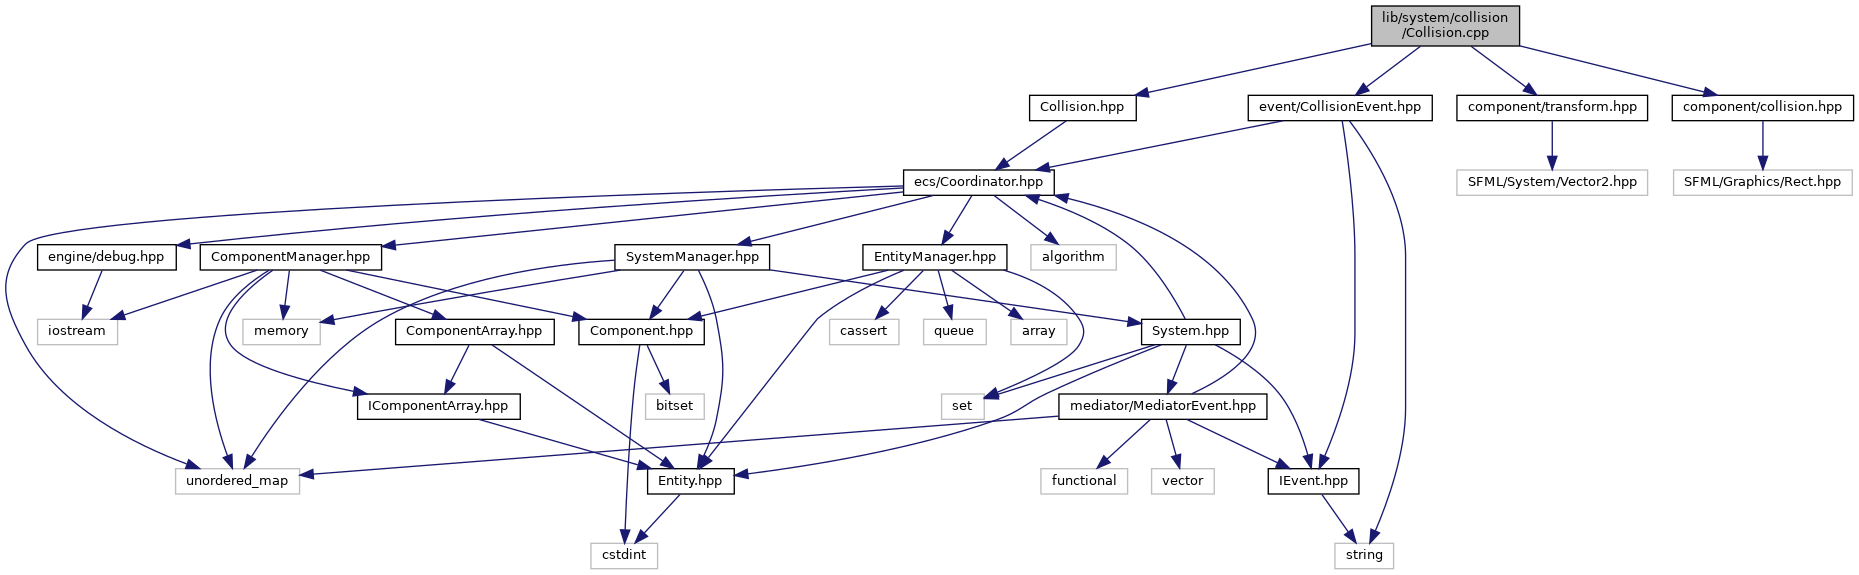 lib/system/collision
/Collision.cpp
Collision.hpp
event/CollisionEvent.hpp
component/transform.hpp
component/collision.hpp
ecs/Coordinator.hpp
SFML/System/Vector2.hpp
SFML/Graphics/Rect.hpp
engine/debug.hpp
ComponentManager.hpp
SystemManager.hpp
EntityManager.hpp
algorithm
iostream
memory
ComponentArray.hpp
Component.hpp
cassert
queue
array
System.hpp
IComponentArray.hpp
bitset
set
mediator/MediatorEvent.hpp
unordered_map
Entity.hpp
functional
vector
IEvent.hpp
cstdint
string